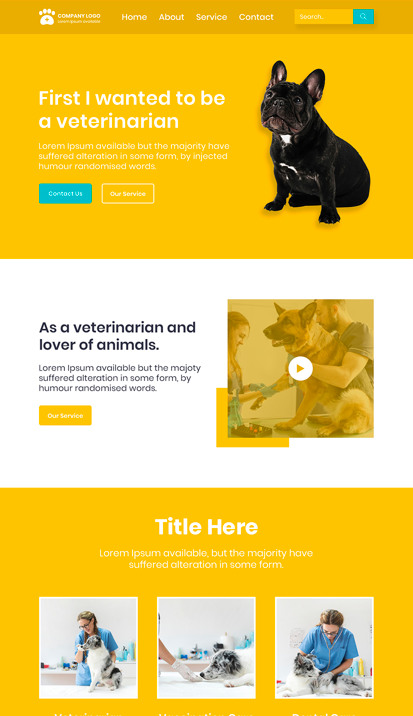 COMPANY LOGO
Lorem ipsum available
Home About Service Contact
Search..
First I wanted to be
a veterinarian
Lorem Ipsum available but the majority have
suffered alteration in some form, by injected
humour randomised words.
Contact Us
Our Service
As a veterinarian and
lover of animals.
Lorem Ipsum available but the majoty
suffered alteration in some form, by
humour randomised words.
Our Service
Title Here
Lorem Ipsum available, but the majority have
suffered alteration in some form.